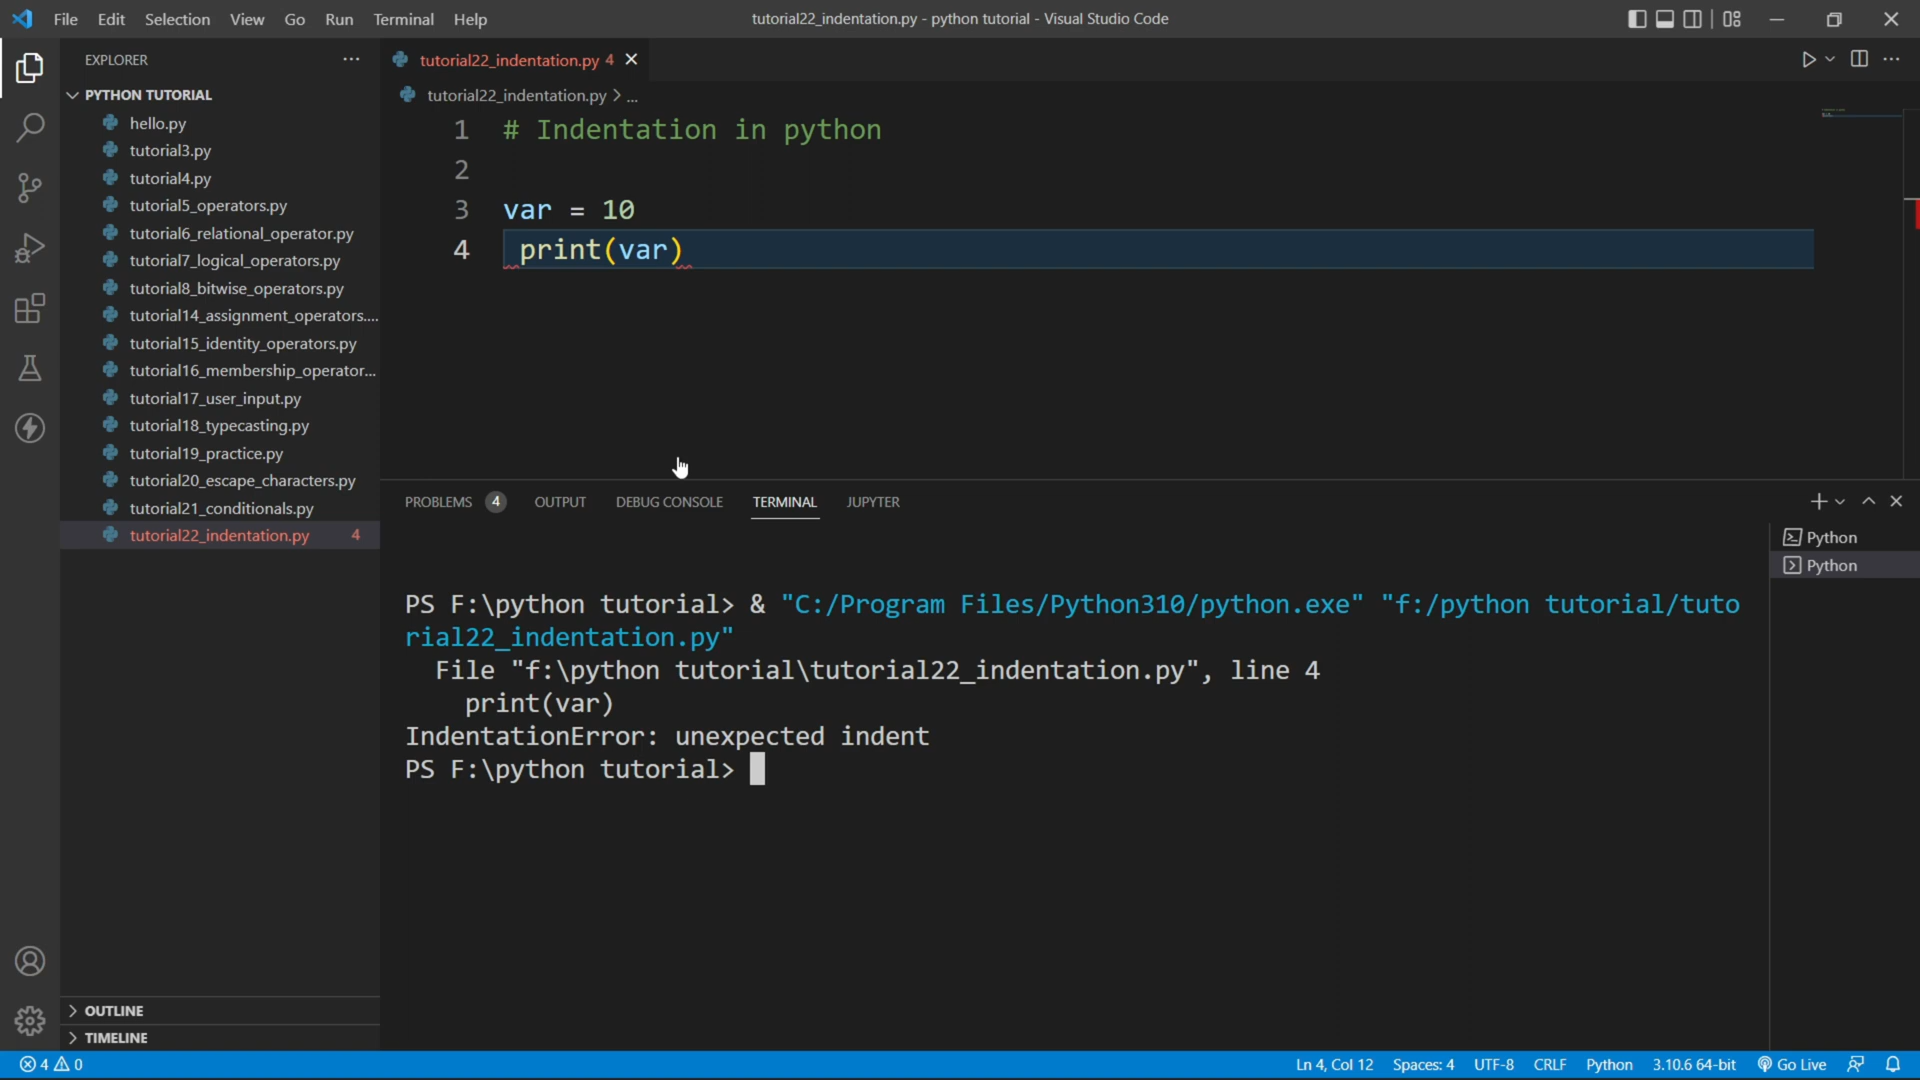 File Edit Selection View Go Run Terminal Help
tutorial22_indentation.py - python tutorial - Visual Studio Code
EXPLORER
PYTHON TUTORIAL
hello.py
tutorial3.py
tutorial4.py
tutorial5_operators.py
tutorial6_relational_operator.py
tutorial7_logical_operators.py
tutorial8_bitwise_operators.py
tutorial14_assignment_operators....
tutorial15_identity_operators.py
tutorial16_membership_operator...
tutorial17_user_input.py
tutorial18_typecasting.py
tutorial19_practice.py
tutorial20_escape_characters.py
tutorial21_conditionals.py
tutorial22_indentation.py 4
OUTLINE
TIMELINE
tutorial22_indentation.py 4
tutorial22_indentation.py > ...
1 # Indentation in python
2
3 var = 10
4  print(var)
PROBLEMS 4 OUTPUT DEBUG CONSOLE TERMINAL JUPYTER
Python
Python
PS F:\python tutorial> & "C:/Program Files/Python310/python.exe" "f:/python tutorial/tuto
rial22_indentation.py"
  File "f:\python tutorial\tutorial22_indentation.py", line 4
    print(var)
IndentationError: unexpected indent
PS F:\python tutorial>
4 0
Ln 4, Col 12 Spaces: 4 UTF-8 CRLF Python 3.10.6 64-bit Go Live